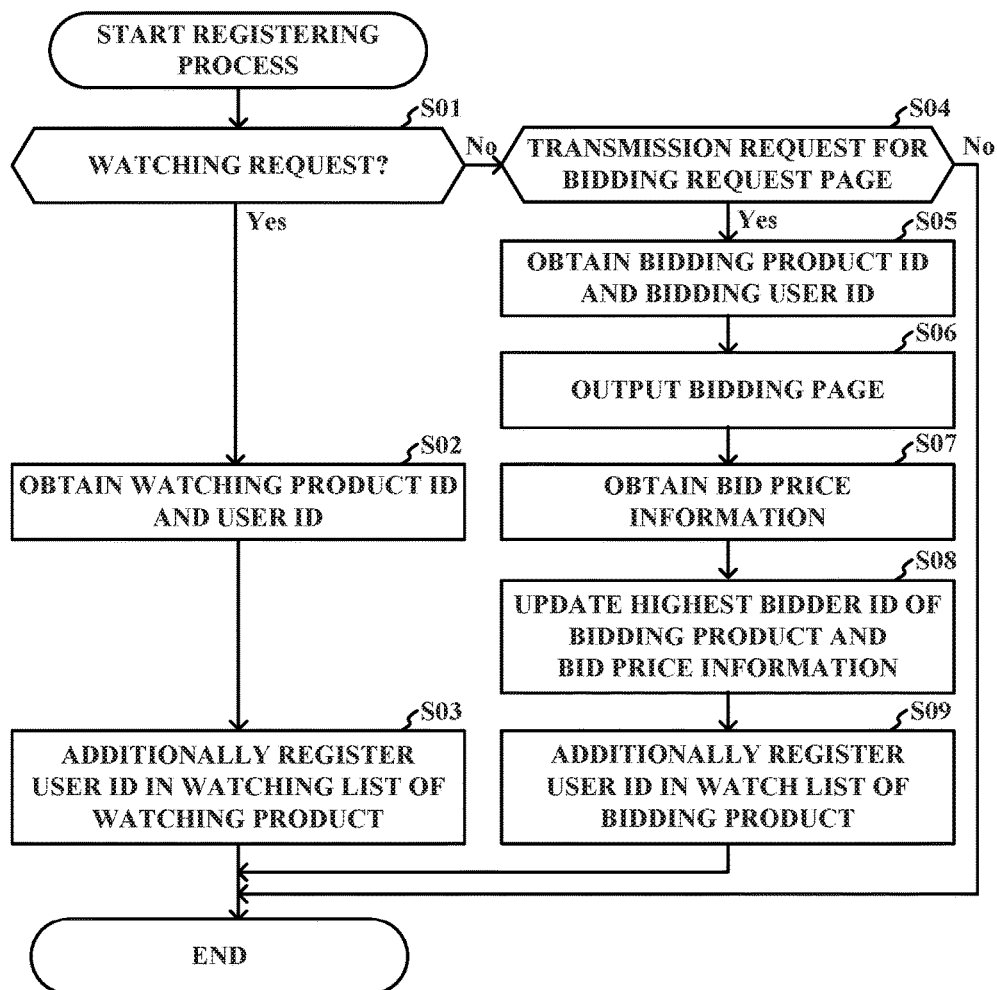 START REGISTERING
PROCESS
S01
WATCHING REQUEST?
No
Yes
S04
TRANSMISSION REQUEST FOR
BIDDING REQUEST PAGE
No
Yes
S05
OBTAIN BIDDING PRODUCT ID
AND BIDDING USER ID
S06
OUTPUT BIDDING PAGE
S02
OBTAIN WATCHING PRODUCT ID
AND USER ID
S07
OBTAIN BID PRICE
INFORMATION
S08
UPDATE HIGHEST BIDDER ID OF
BIDDING PRODUCT AND
BID PRICE INFORMATION
S03
ADDITIONALLY REGISTER
USER ID IN WATCHING LIST OF
WATCHING PRODUCT
S09
ADDITIONALLY REGISTER
USER ID IN WATCH LIST OF
BIDDING PRODUCT
END